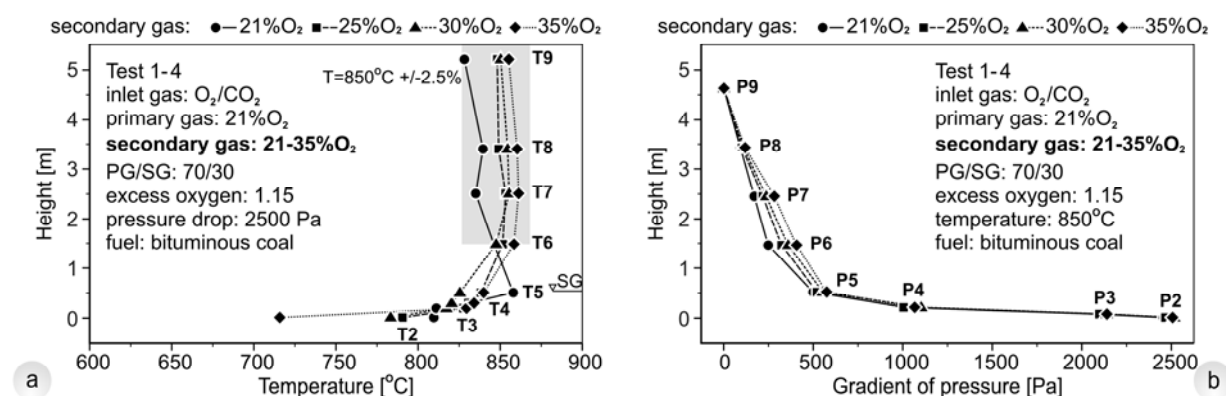 secondary gas: ●—21%O₂ ■--25%O₂ ▲--30%O₂ ◆···35%O₂
5
4
3
2
1
0
Height [m]
Test 1-4
inlet gas: O₂/CO₂
primary gas: 21%O₂
secondary gas: 21-35%O₂
PG/SG: 70/30
excess oxygen: 1.15
pressure drop: 2500 Pa
fuel: bituminous coal
T=850°C +/-2.5%
T9
T8
T7
T6
T5
SG
T4
T3
T2
600 650 700 750 800 850 900
Temperature [°C]
a
secondary gas: ●—21%O₂ ■--25%O₂ ▲--30%O₂ ◆···35%O₂
5
4
3
2
1
0
Height [m]
P9
P8
P7
P6
P5
P4
P3
P2
Test 1-4
inlet gas: O₂/CO₂
primary gas: 21%O₂
secondary gas: 21-35%O₂
PG/SG: 70/30
excess oxygen: 1.15
temperature: 850°C
fuel: bituminous coal
0 500 1000 1500 2000 2500
Gradient of pressure [Pa]
b